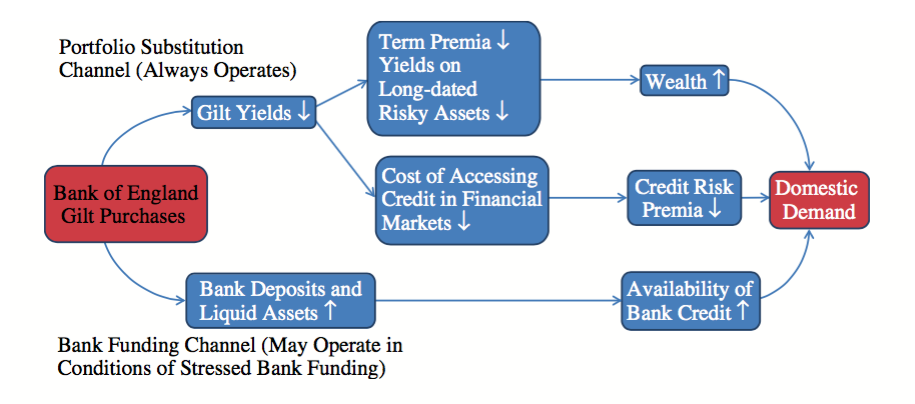 Portfolio Substitution
Channel (Always Operates)
Term Premia ↓
Yields on
Long-dated
Risky Assets ↓
Wealth ↑
Gilt Yields ↓
Bank of England
Gilt Purchases
Cost of Accessing
Credit in Financial
Markets ↓
Credit Risk
Premia ↓
Domestic
Demand
Bank Deposits and
Liquid Assets ↑
Availability of
Bank Credit ↑
Bank Funding Channel (May Operate in
Conditions of Stressed Bank Funding)